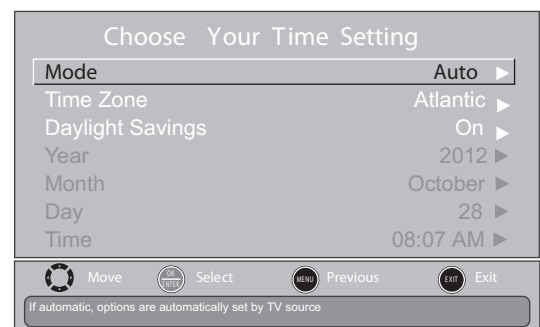 Choose Your Time Setting
Mode Auto
Time Zone Atlantic
Daylight Savings On
Year 2012
Month October
Day 28
Time 08:07 AM
Move OK ENTER Select MENU Previous EXIT Exit
If automatic, options are automatically set by TV source